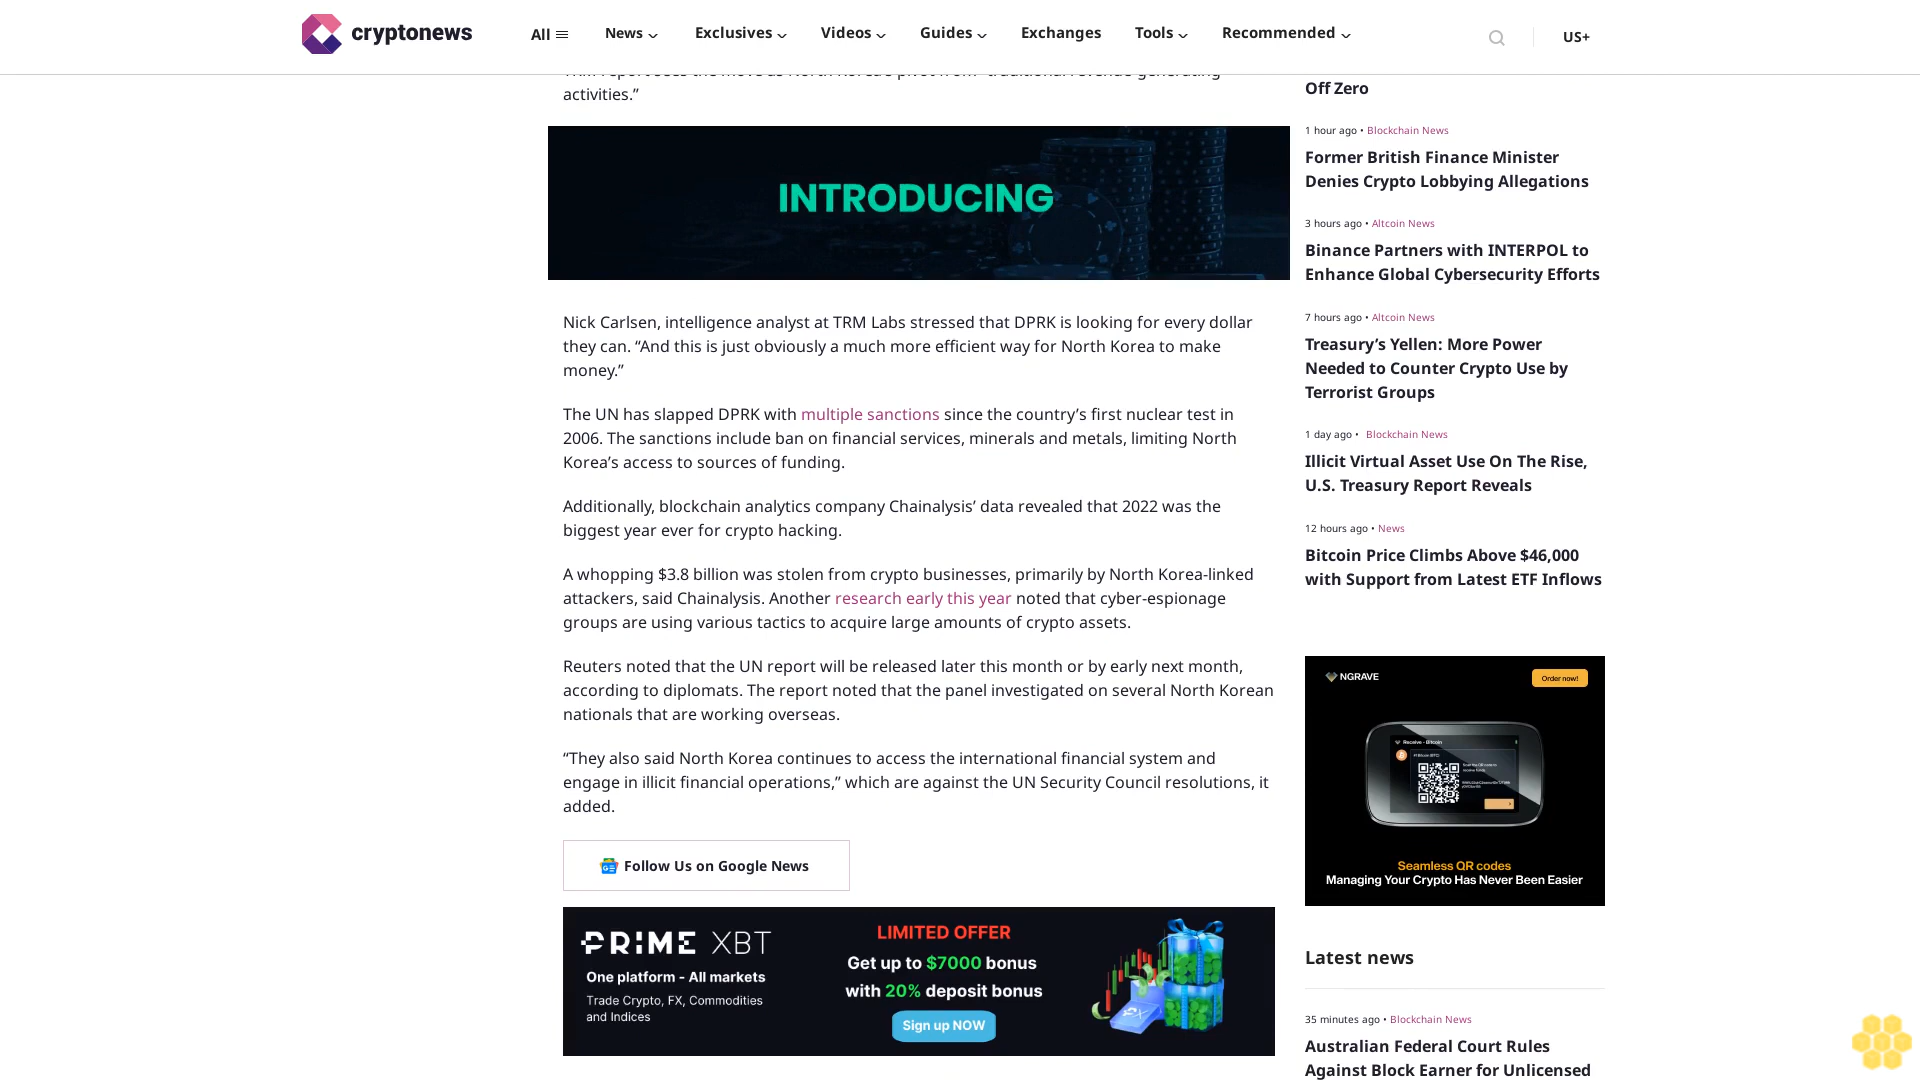 cryptonews
All
News
Exclusives
Videos
Guides
Exchanges
Tools
Recommended
US+
TRM report sees the move as North Korea's pivot from "traditional revenue-generating
activities.”
INTRODUCING
Nick Carlsen, intelligence analyst at TRM Labs stressed that DPRK is looking for every dollar
they can. “And this is just obviously a much more efficient way for North Korea to make
money.”
The UN has slapped DPRK with multiple sanctions since the country’s first nuclear test in
2006. The sanctions include ban on financial services, minerals and metals, limiting North
Korea’s access to sources of funding.
Additionally, blockchain analytics company Chainalysis’ data revealed that 2022 was the
biggest year ever for crypto hacking.
A whopping $3.8 billion was stolen from crypto businesses, primarily by North Korea-linked
attackers, said Chainalysis. Another research early this year noted that cyber-espionage
groups are using various tactics to acquire large amounts of crypto assets.
Reuters noted that the UN report will be released later this month or by early next month,
according to diplomats. The report noted that the panel investigated on several North Korean
nationals that are working overseas.
“They also said North Korea continues to access the international financial system and
engage in illicit financial operations,” which are against the UN Security Council resolutions, it
added.
Follow Us on Google News
PRIME XBT
One platform - All markets
Trade Crypto, FX, Commodities
and Indices
LIMITED OFFER
Get up to $7000 bonus
with 20% deposit bonus
Sign up NOW
Off Zero
1 hour ago • Blockchain News
Former British Finance Minister
Denies Crypto Lobbying Allegations
3 hours ago • Altcoin News
Binance Partners with INTERPOL to
Enhance Global Cybersecurity Efforts
7 hours ago • Altcoin News
Treasury’s Yellen: More Power
Needed to Counter Crypto Use by
Terrorist Groups
1 day ago • Blockchain News
Illicit Virtual Asset Use On The Rise,
U.S. Treasury Report Reveals
12 hours ago • News
Bitcoin Price Climbs Above $46,000
with Support from Latest ETF Inflows
NGRAVE
Order now!
Receive - Bitcoin
Seamless QR codes
Managing Your Crypto Has Never Been Easier
Latest news
35 minutes ago • Blockchain News
Australian Federal Court Rules
Against Block Earner for Unlicensed